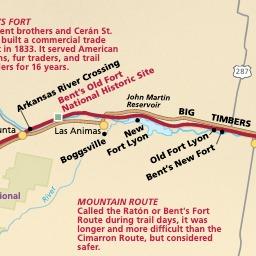 'S FORT
ent brothers and Cerán St.
built a commercial trade
t in 1833. It served American
ns, fur traders, and trail
lers for 16 years.
Arkansas River Crossing
Bent's Old Fort
National Historic Site
John Martin
Reservoir
287
BIG TIMBERS
unta
Las Animas
New
Fort Lyon
Boggsville
Old Fort Lyon
Bent's New Fort
River
ional
MOUNTAIN ROUTE
Called the Ratón or Bent's Fort
Route during trail days, it was
longer and more difficult than the
Cimarron Route, but considered
safer.